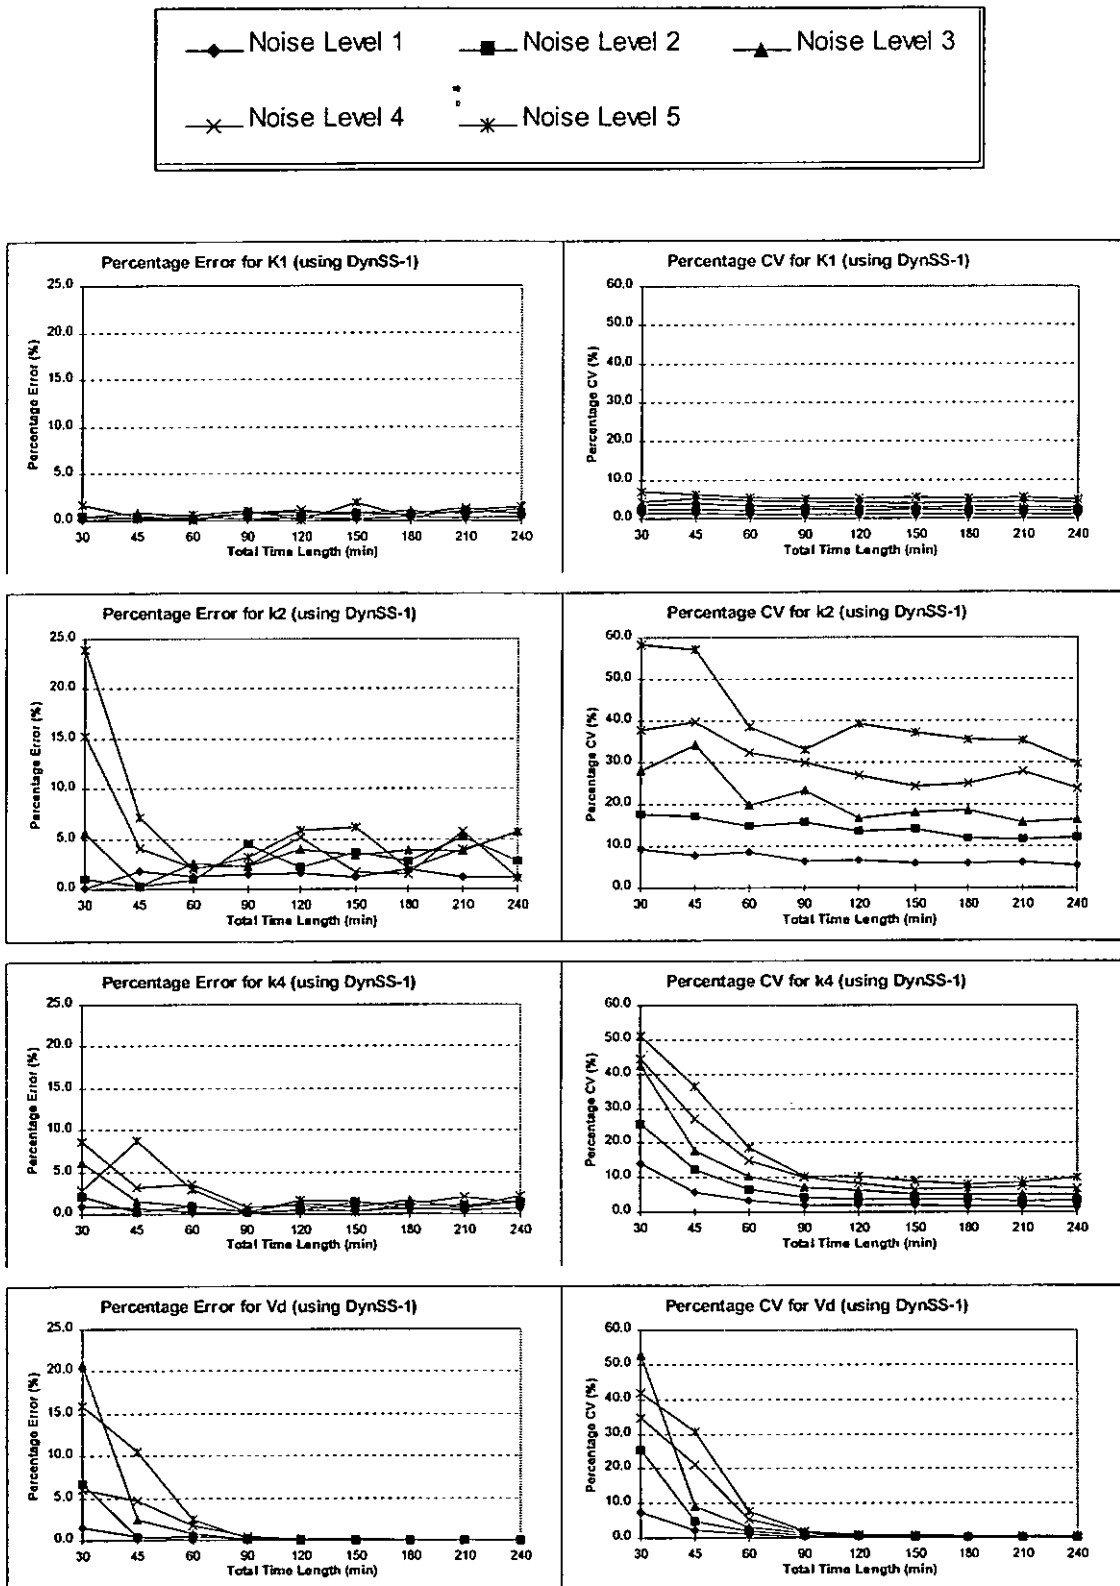 Noise Level 1
Noise Level 2
Noise Level 3
Noise Level 4
Noise Level 5
Percentage Error for K1 (using DynSS-1)
25.0
20.0
15.0
10.0
5.0
0.0
Percentage Error (%)
30 45 60 90 120 150 180 210 240
Total Time Length (min)
Percentage CV for K1 (using DynSS-1)
60.0
50.0
40.0
30.0
20.0
10.0
0.0
Percentage CV (%)
30 45 60 90 120 150 180 210 240
Total Time Length (min)
Percentage Error for k2 (using DynSS-1)
25.0
20.0
15.0
10.0
5.0
0.0
Percentage Error (%)
30 45 60 90 120 150 180 210 240
Total Time Length (min)
Percentage CV for k2 (using DynSS-1)
60.0
50.0
40.0
30.0
20.0
10.0
0.0
Percentage CV (%)
30 45 60 90 120 150 180 210 240
Total Time Length (min)
Percentage Error for k4 (using DynSS-1)
25.0
20.0
15.0
10.0
5.0
0.0
Percentage Error (%)
30 45 60 90 120 150 180 210 240
Total Time Length (min)
Percentage CV for k4 (using DynSS-1)
60.0
50.0
40.0
30.0
20.0
10.0
0.0
Percentage CV (%)
30 45 60 90 120 150 180 210 240
Total Time Length (min)
Percentage Error for Vd (using DynSS-1)
25.0
20.0
15.0
10.0
5.0
0.0
Percentage Error (%)
30 45 60 90 120 150 180 210 240
Total Time Length (min)
Percentage CV for Vd (using DynSS-1)
60.0
50.0
40.0
30.0
20.0
10.0
0.0
Percentage CV (%)
30 45 60 90 120 150 180 210 240
Total Time Length (min)